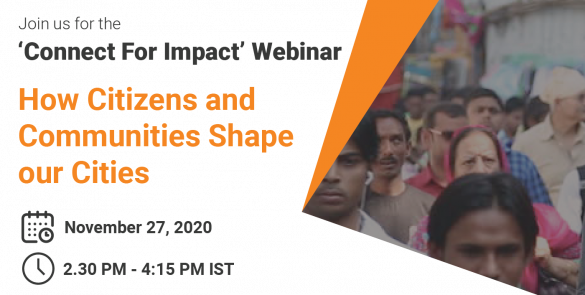 Join us for the
‘Connect For Impact’ Webinar
How Citizens and
Communities Shape
our Cities
November 27, 2020
2.30 PM - 4:15 PM IST